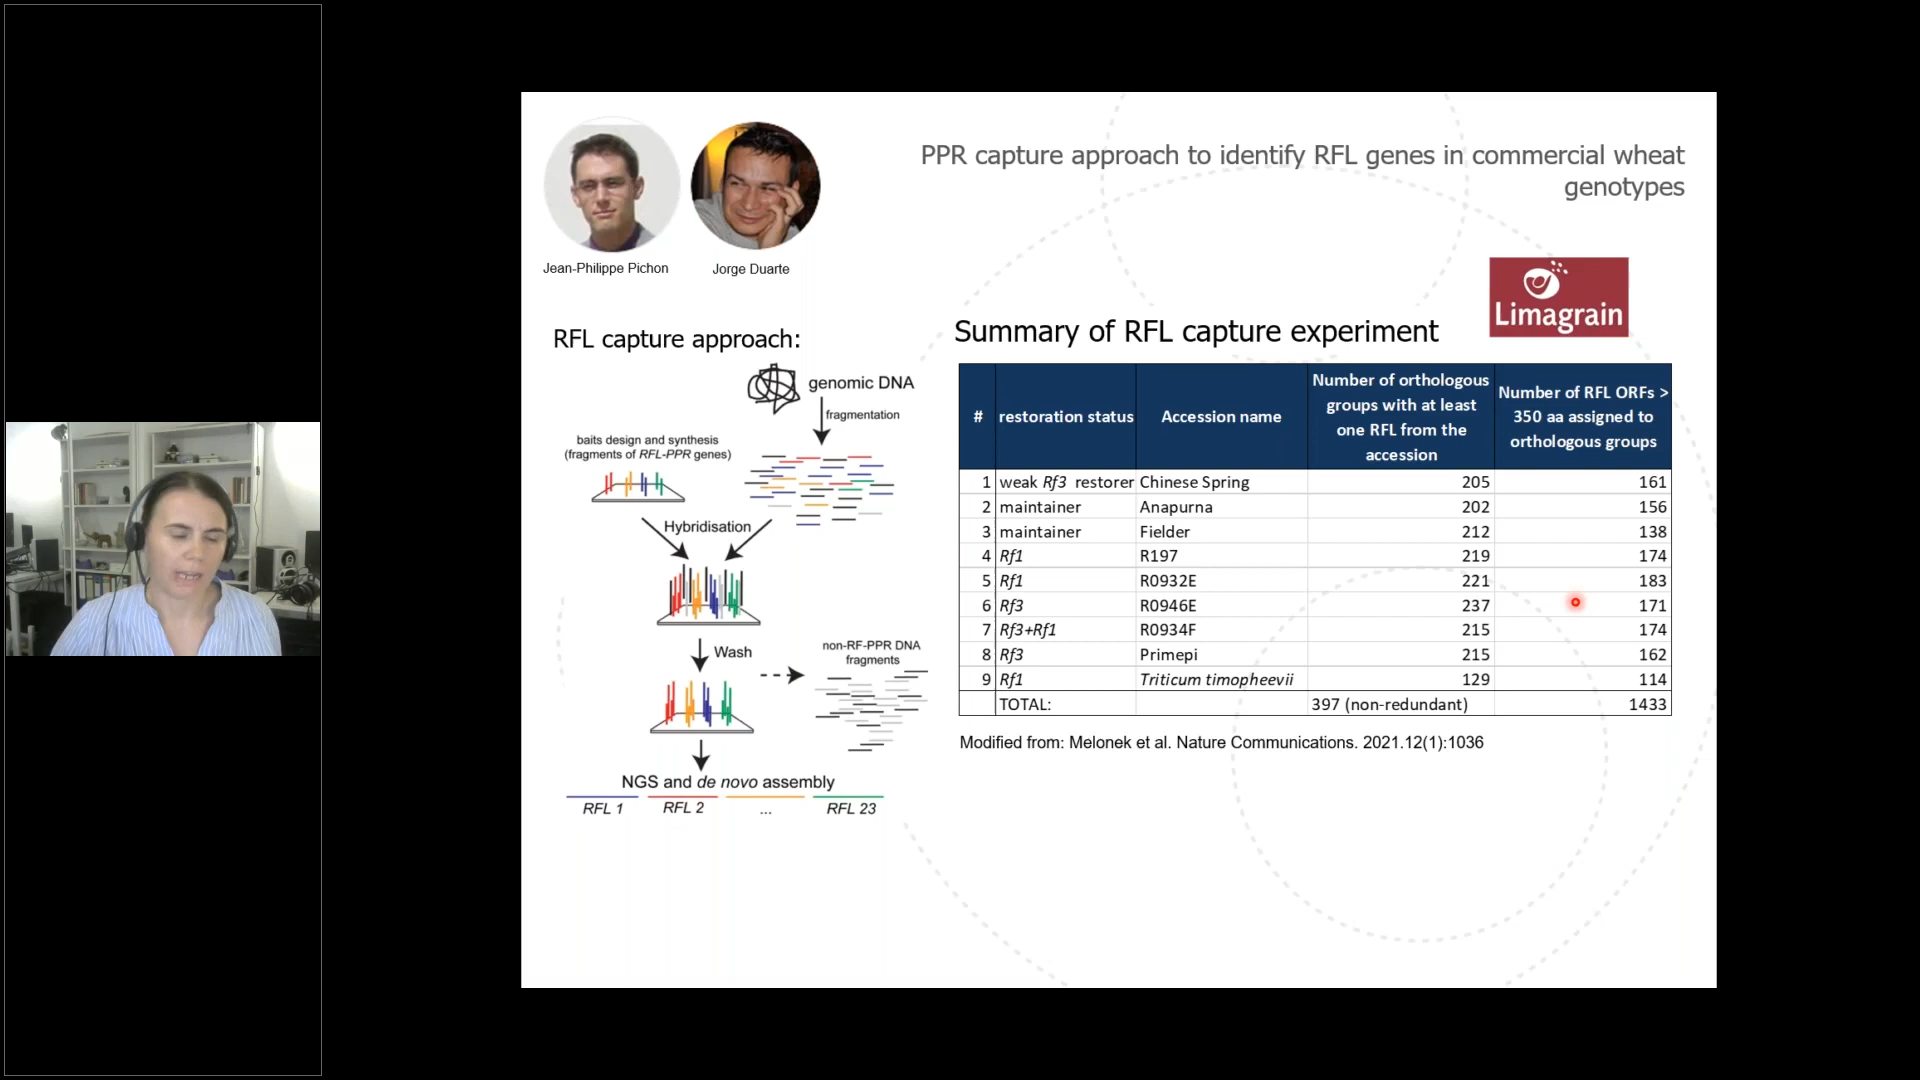 PPR capture approach to identify RFL genes in commercial wheat
genotypes
Jean-Philippe Pichon
Jorge Duarte
Limagrain
RFL capture approach:
genomic DNA
fragmentation
baits design and synthesis
(fragments of RFL-PPR genes)
Hybridisation
Wash
non-RF-PPR DNA
fragments
NGS and de novo assembly
RFL 1 RFL 2 ... RFL 23
Summary of RFL capture experiment
# restoration status Accession name Number of orthologous groups with at least one RFL from the accession Number of RFL ORFs > 350 aa assigned to orthologous groups
1 weak Rf3 restorer Chinese Spring 205 161
2 maintainer Anapurna 202 156
3 maintainer Fielder 212 138
4 Rf1 R197 219 174
5 Rf1 R0932E 221 183
6 Rf3 R0946E 237 171
7 Rf3+Rf1 R0934F 215 174
8 Rf3 Primepi 215 162
9 Rf1 Triticum timopheevii 129 114
TOTAL: 397 (non-redundant) 1433
Modified from: Melonek et al. Nature Communications. 2021.12(1):1036